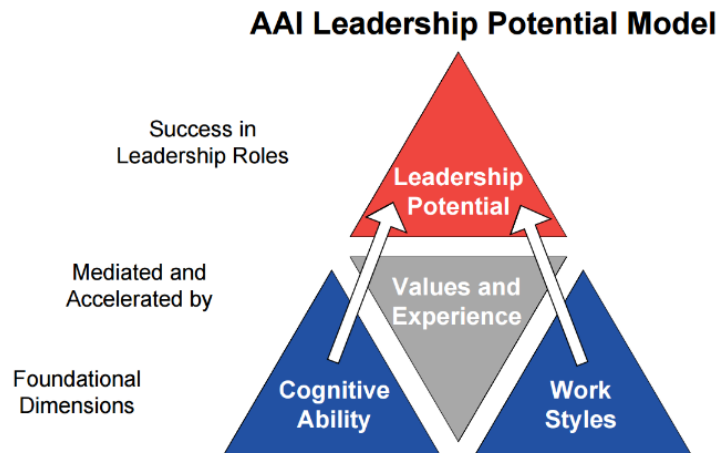 AAI Leadership Potential Model
Success in
Leadership Roles
Leadership
Potential
Mediated and
Accelerated by
Values and
Experience
Foundational
Dimensions
Cognitive
Ability
Work
Styles